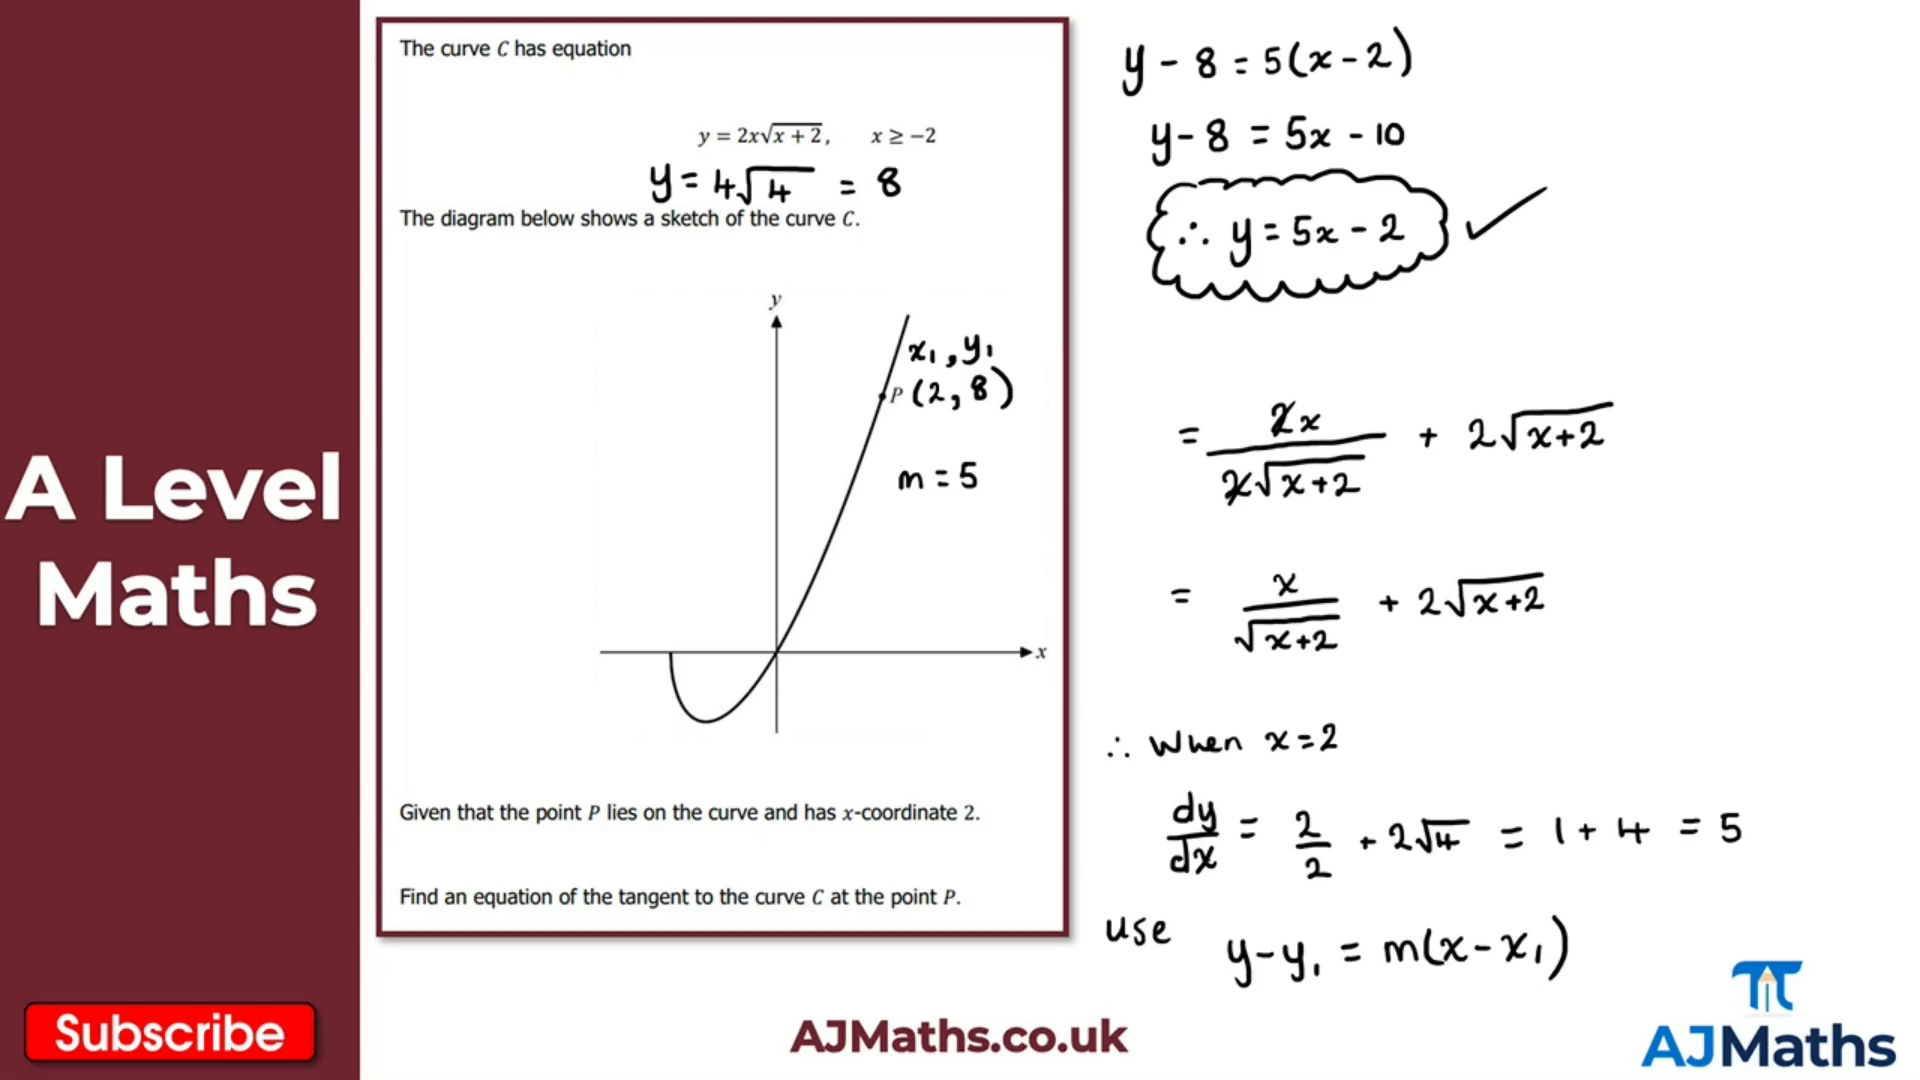 A Level
Maths
Subscribe
The curve C has equation
y = 2x√(x + 2), x ≥ −2
y = 4√4 = 8
The diagram below shows a sketch of the curve C.
y
x₁, y₁
P (2, 8)
m = 5
x
Given that the point P lies on the curve and has x-coordinate 2.
Find an equation of the tangent to the curve C at the point P.
y - 8 = 5(x - 2)
y - 8 = 5x - 10
∴ y = 5x - 2 ✓
= 2x/(2√(x+2)) + 2√(x+2)
= x/√(x+2) + 2√(x+2)
∴ When x = 2
dy/dx = 2/2 + 2√4 = 1 + 4 = 5
use y - y₁ = m(x - x₁)
AJMaths.co.uk
AJMaths